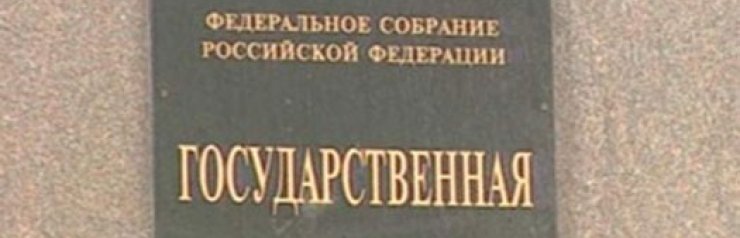 ФЕДЕРАЛЬНОЕ СОБРАНИЕ
РОССИЙСКОЙ ФЕДЕРАЦИИ
ГОСУДАРСТВЕННАЯ